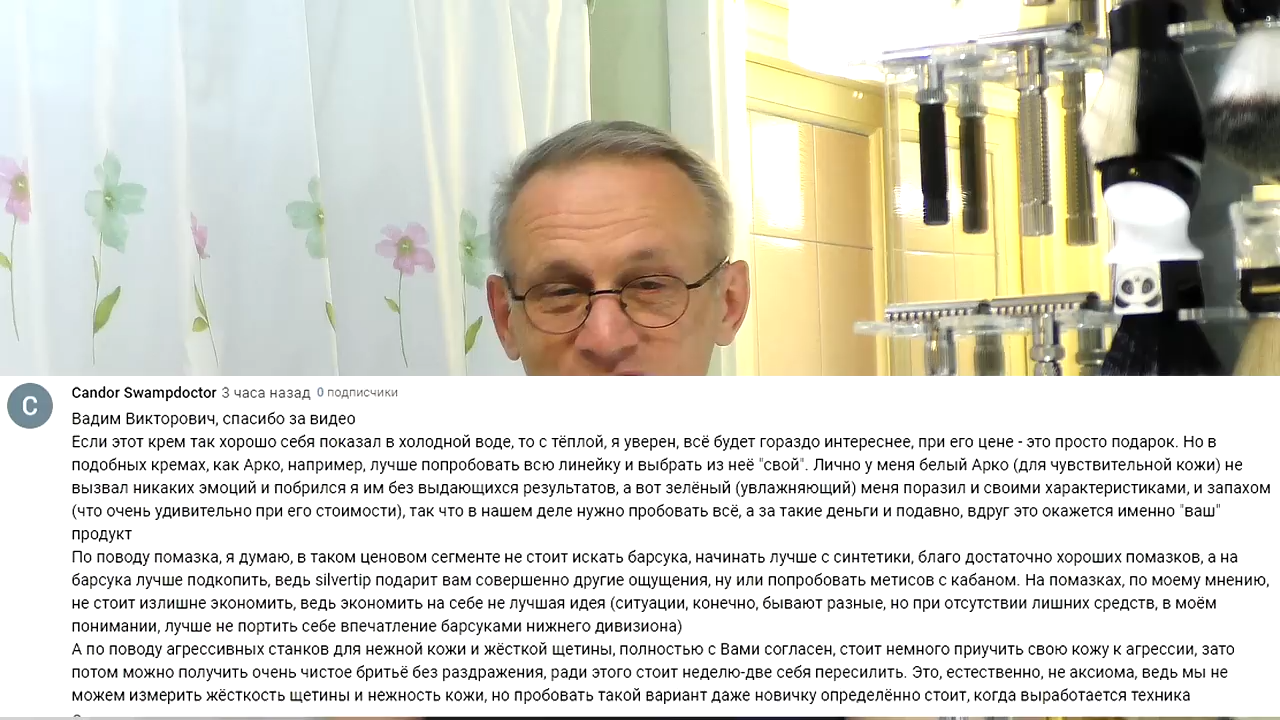 C
Candor Swampdoctor 3 часа назад 0 подписчики
Вадим Викторович, спасибо за видео
Если этот крем так хорошо себя показал в холодной воде, то с тёплой, я уверен, всё будет гораздо интереснее, при его цене - это просто подарок. Но в
подобных кремах, как Арко, например, лучше попробовать всю линейку и выбрать из неё "свой". Лично у меня белый Арко (для чувствительной кожи) не
вызвал никаких эмоций и побрился я им без выдающихся результатов, а вот зелёный (увлажняющий) меня поразил и своими характеристиками, и запахом
(что очень удивительно при его стоимости), так что в нашем деле нужно пробовать всё, а за такие деньги и подавно, вдруг это окажется именно "ваш"
продукт
По поводу помазка, я думаю, в таком ценовом сегменте не стоит искать барсука, начинать лучше с синтетики, благо достаточно хороших помазков, а на
барсука лучше подкопить, ведь silvertip подарит вам совершенно другие ощущения, ну или попробовать метисов с кабаном. На помазках, по моему мнению,
не стоит излишне экономить, ведь экономить на себе не лучшая идея (ситуации, конечно, бывают разные, но при отсутствии лишних средств, в моём
понимании, лучше не портить себе впечатление барсуками нижнего дивизиона)
А по поводу агрессивных станков для нежной кожи и жёсткой щетины, полностью с Вами согласен, стоит немного приучить свою кожу к агрессии, зато
потом можно получить очень чистое бритьё без раздражения, ради этого стоит неделю-две себя пересилить. Это, естественно, не аксиома, ведь мы не
можем измерить жёсткость щетины и нежность кожи, но пробовать такой вариант даже новичку определённо стоит, когда выработается техника